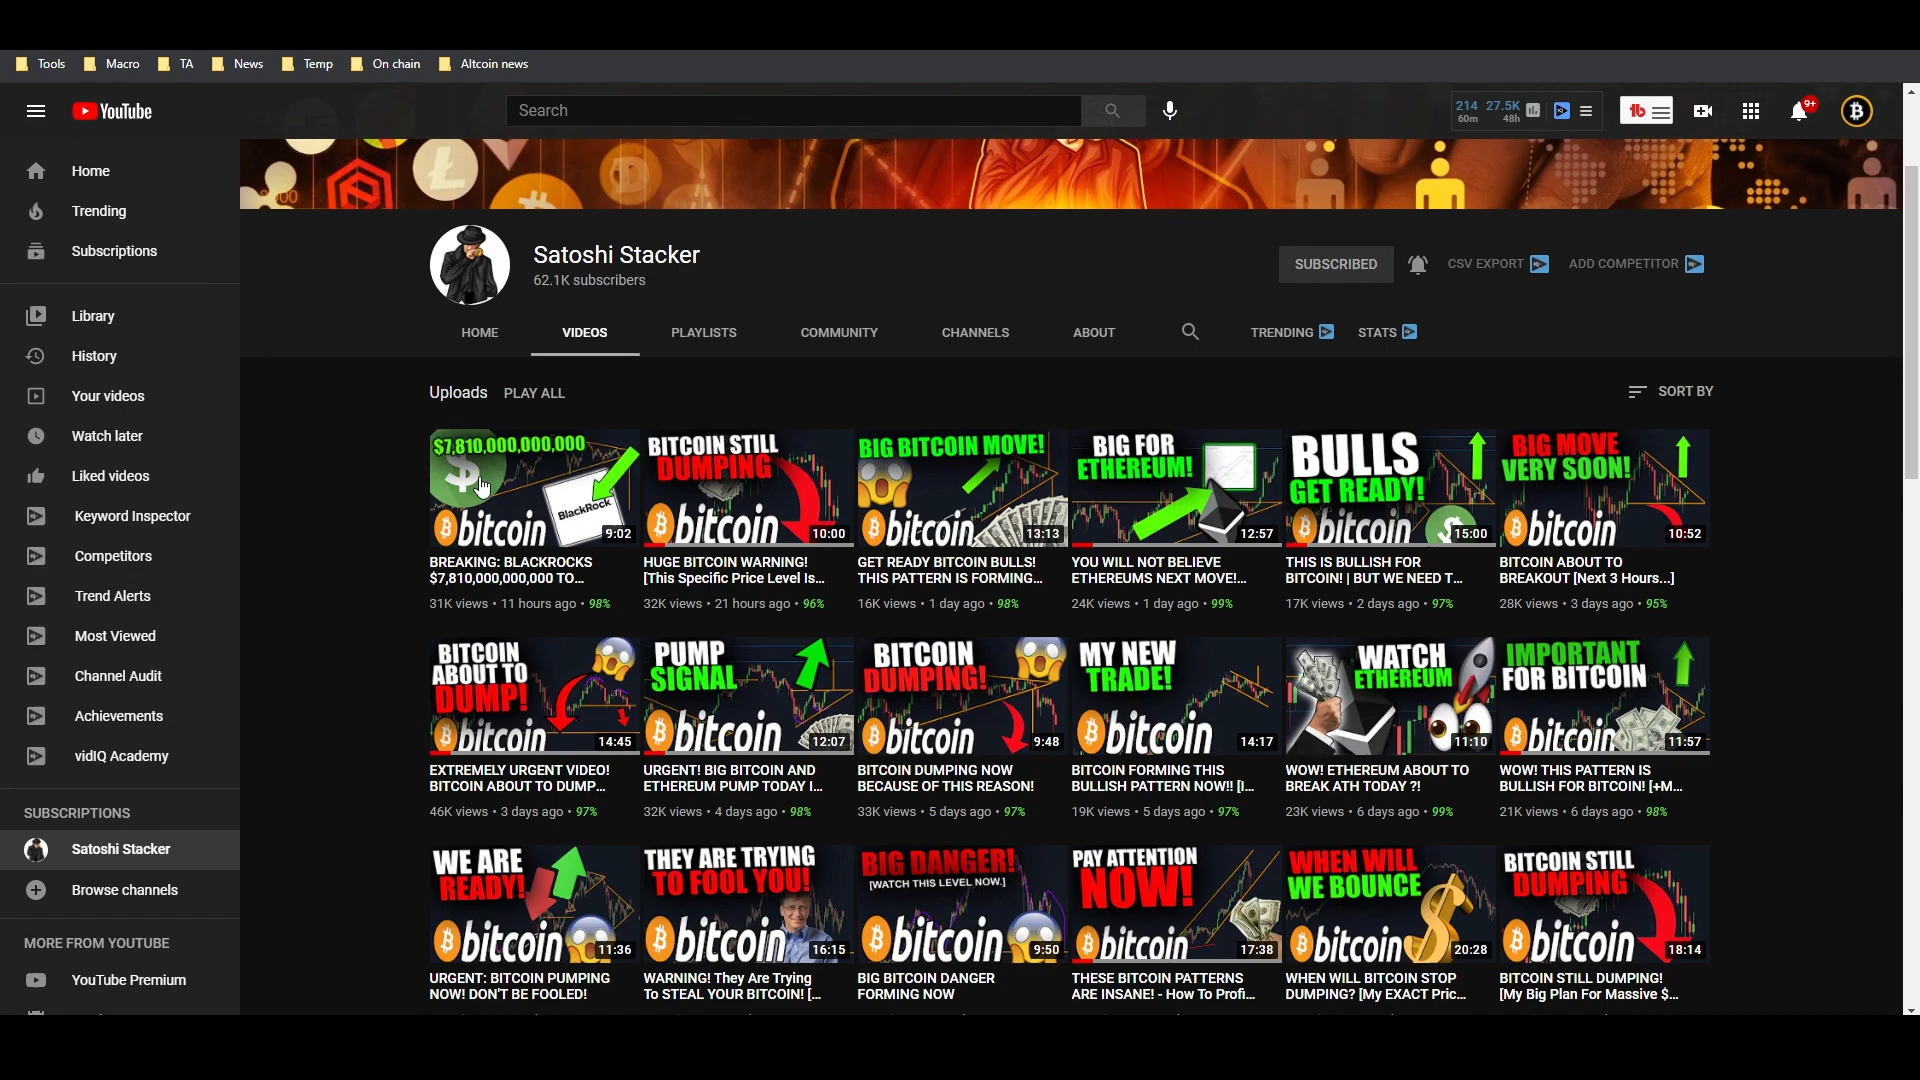 Tools Macro TA News Temp On chain Altcoin news
YouTube
Search
214 27.5K
60m 48h
9+
Home
Trending
Subscriptions
Library
History
Your videos
Watch later
Liked videos
Keyword Inspector
Competitors
Trend Alerts
Most Viewed
Channel Audit
Achievements
vidIQ Academy
SUBSCRIPTIONS
Satoshi Stacker
Browse channels
MORE FROM YOUTUBE
YouTube Premium
Satoshi Stacker
62.1K subscribers
SUBSCRIBED CSV EXPORT ADD COMPETITOR
HOME VIDEOS PLAYLISTS COMMUNITY CHANNELS ABOUT TRENDING STATS
Uploads PLAY ALL SORT BY
$7,810,000,000,000
BlackRock
bitcoin 9:02
BREAKING: BLACKROCKS
$7,810,000,000,000 TO...
31K views • 11 hours ago • 98%
BITCOIN STILL
DUMPING
bitcoin 10:00
HUGE BITCOIN WARNING!
[This Specific Price Level Is...
32K views • 21 hours ago • 96%
BIG BITCOIN MOVE!
bitcoin 13:13
GET READY BITCOIN BULLS!
THIS PATTERN IS FORMING...
16K views • 1 day ago • 98%
BIG FOR
ETHEREUM!
12:57
YOU WILL NOT BELIEVE
ETHEREUMS NEXT MOVE!...
24K views • 1 day ago • 99%
BULLS
GET READY!
bitcoin 15:00
THIS IS BULLISH FOR
BITCOIN! | BUT WE NEED T...
17K views • 2 days ago • 97%
BIG MOVE
VERY SOON!
bitcoin 10:52
BITCOIN ABOUT TO
BREAKOUT [Next 3 Hours...]
28K views • 3 days ago • 95%
BITCOIN
ABOUT TO
DUMP!
bitcoin 14:45
EXTREMELY URGENT VIDEO!
BITCOIN ABOUT TO DUMP...
46K views • 3 days ago • 97%
PUMP
SIGNAL
bitcoin 12:07
URGENT! BIG BITCOIN AND
ETHEREUM PUMP TODAY I...
32K views • 4 days ago • 98%
BITCOIN
DUMPING!
bitcoin 9:48
BITCOIN DUMPING NOW
BECAUSE OF THIS REASON!
33K views • 5 days ago • 97%
MY NEW
TRADE!
bitcoin 14:17
BITCOIN FORMING THIS
BULLISH PATTERN NOW!! [I...
19K views • 5 days ago • 97%
WATCH
ETHEREUM
11:10
WOW! ETHEREUM ABOUT TO
BREAK ATH TODAY ?!
23K views • 6 days ago • 99%
IMPORTANT
FOR BITCOIN
bitcoin 11:57
WOW! THIS PATTERN IS
BULLISH FOR BITCOIN! [+M...
21K views • 6 days ago • 98%
WE ARE
READY!
bitcoin 11:36
URGENT: BITCOIN PUMPING
NOW! DON'T BE FOOLED!
THEY ARE TRYING
TO FOOL YOU!
bitcoin 16:15
WARNING! They Are Trying
To STEAL YOUR BITCOIN! [...
BIG DANGER!
[WATCH THIS LEVEL NOW.]
bitcoin 9:50
BIG BITCOIN DANGER
FORMING NOW
PAY ATTENTION
NOW!
bitcoin 17:38
THESE BITCOIN PATTERNS
ARE INSANE! - How To Profi...
WHEN WILL
WE BOUNCE
bitcoin 20:28
WHEN WILL BITCOIN STOP
DUMPING? [My EXACT Pric...
BITCOIN STILL
DUMPING
bitcoin 18:14
BITCOIN STILL DUMPING!
[My Big Plan For Massive $...